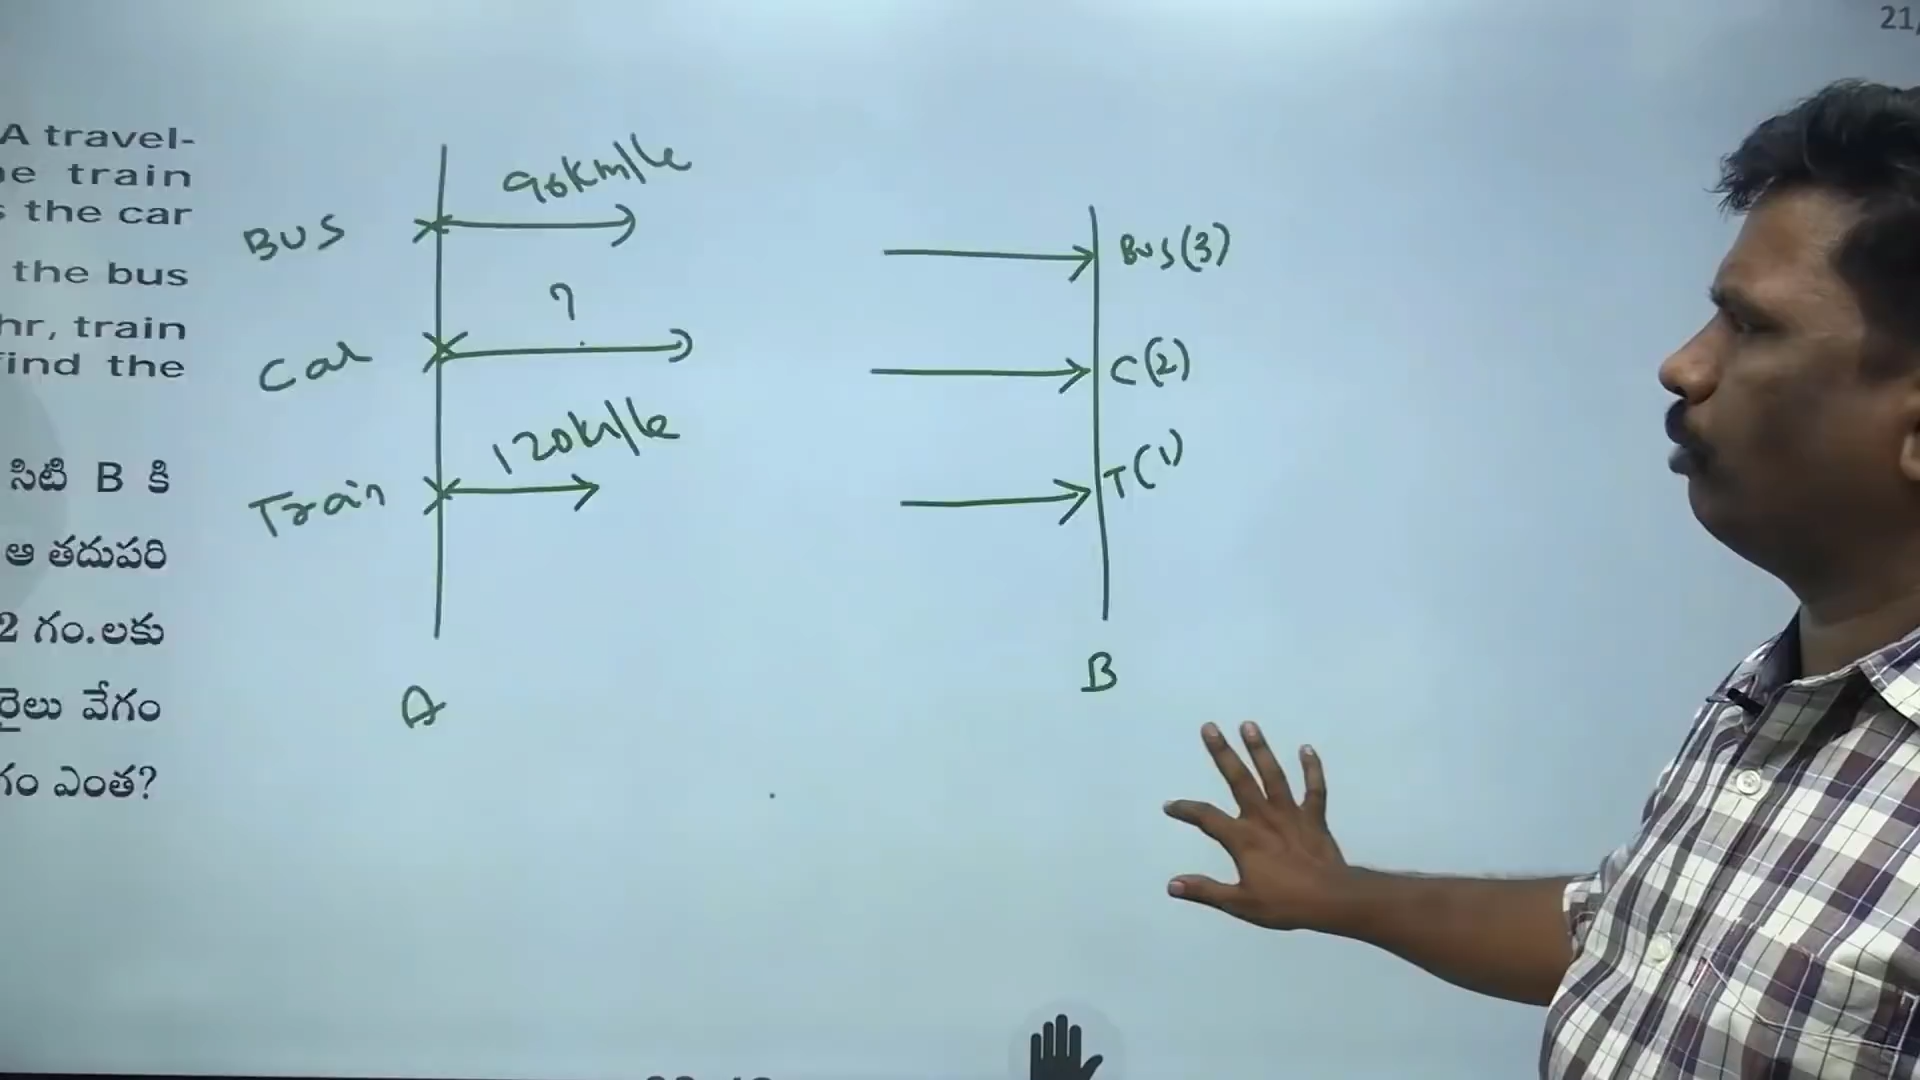 21,
A travel-
e train
the car
the bus
hr, train
find the
సిటి B కి
ఆ తదుపరి
2 గం.లకు
రైలు వేగం
గం ఎంత?
BUS
90km/h
Car
?
Train
120km/h
A
Bus(3)
C(2)
T(1)
B